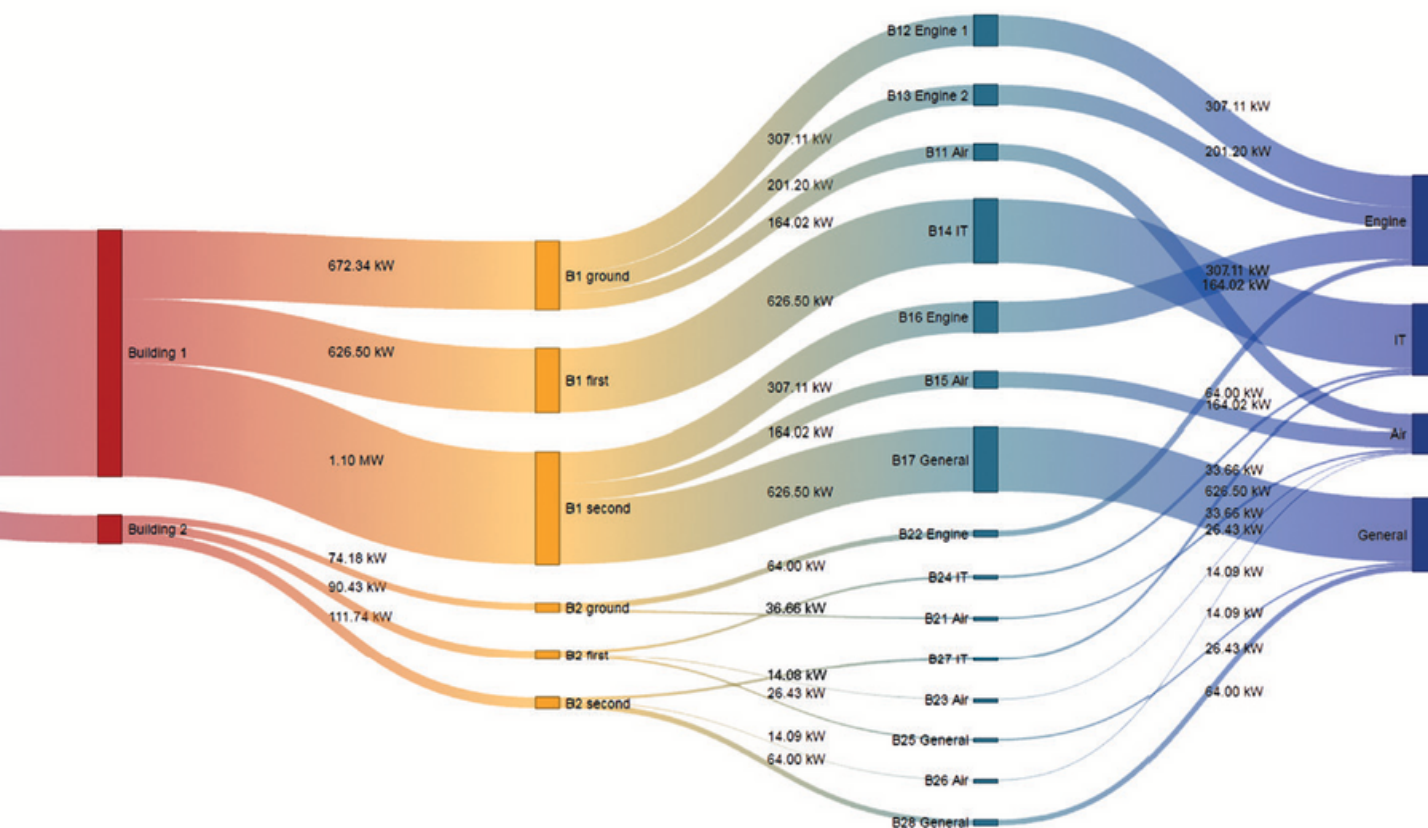 B12 Engine 1
B13 Engine 2
307.11 kW
307.11 kW
201.20 kW
B11 Air
201.20 kW
164.02 kW
Engine
B14 IT
672.34 kW
B1 ground
307.11 kW
164.02 kW
626.50 kW
B16 Engine
IT
Building 1
626.50 kW
B1 first
B15 Air
307.11 kW
64.00 kW
164.02 kW
164.02 kW
Air
1.10 MW
B17 General
33.66 kW
626.50 kW
626.50 kW
B1 second
33.66 kW
Building 2
26.43 kW
B22 Engine
General
74.18 kW
64.00 kW
14.09 kW
B24 IT
90.43 kW
B2 ground
36.66 kW
111.74 kW
B21 Air
14.09 kW
B2 first
B27 IT
26.43 kW
14.08 kW
26.43 kW
64.00 kW
B2 second
B23 Air
14.09 kW
B25 General
64.00 kW
B26 Air
B28 General